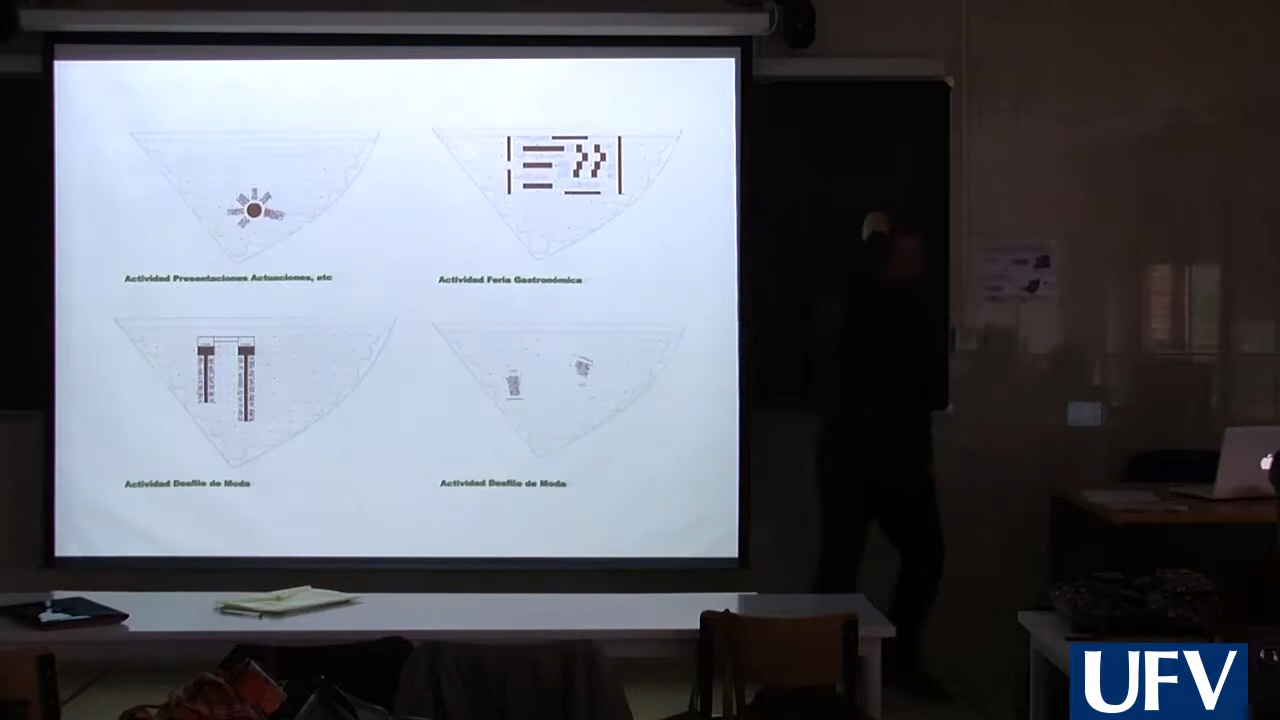 Actividad Presentaciones Actuaciones, etc
Actividad Feria Gastronómica
Actividad Desfile de Moda
Actividad Desfile de Moda
UFV